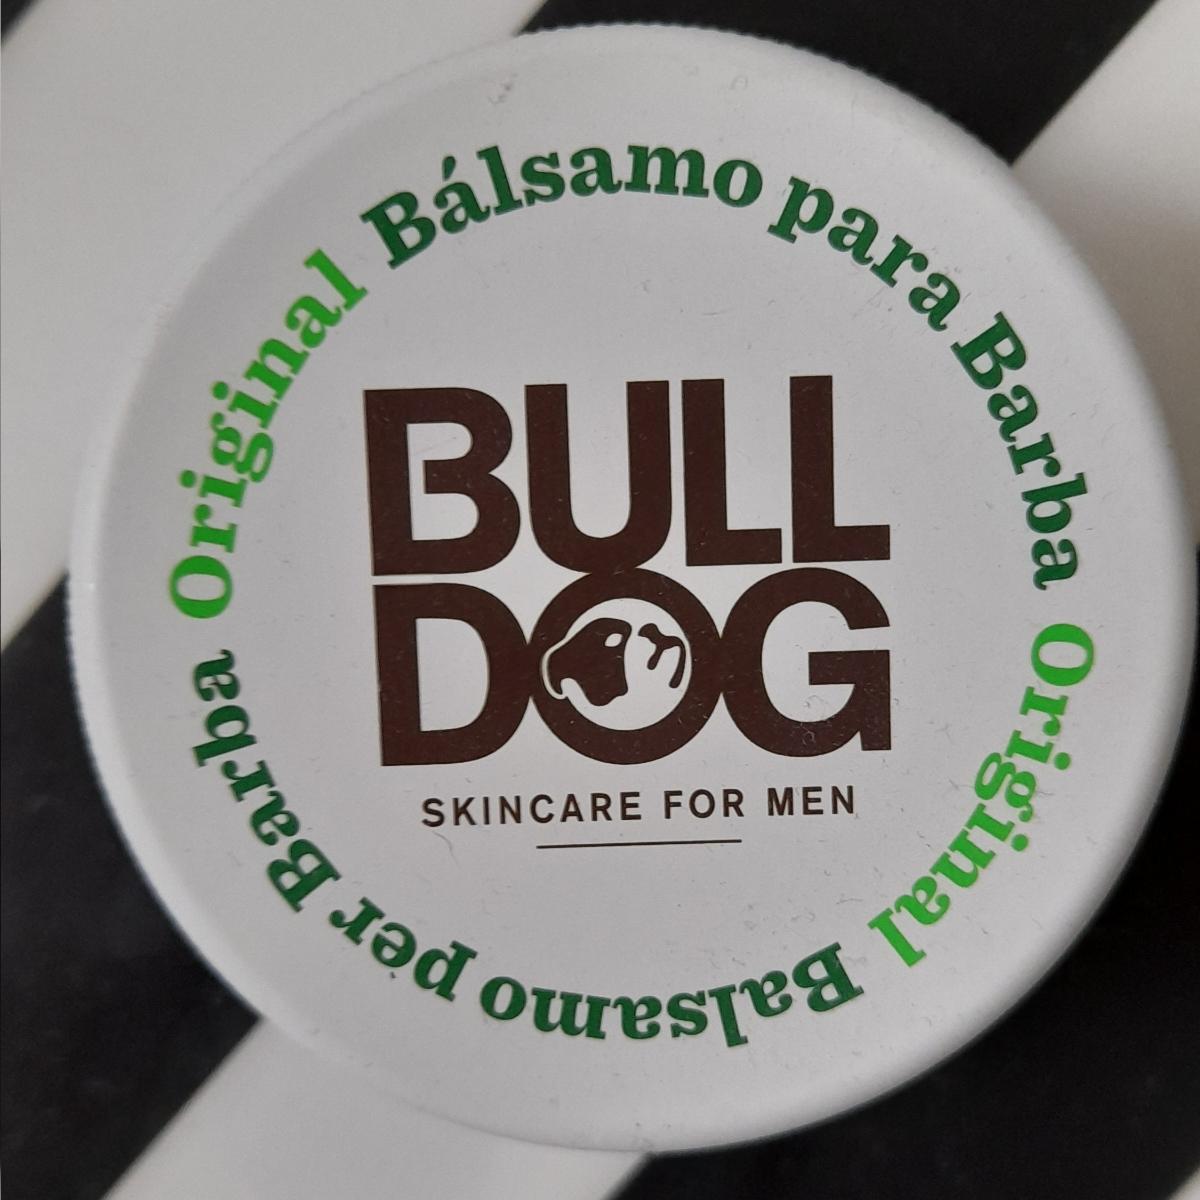 Original Bálsamo para Barba
Original Balsamo per Barba
BULL
DOG
SKINCARE FOR MEN